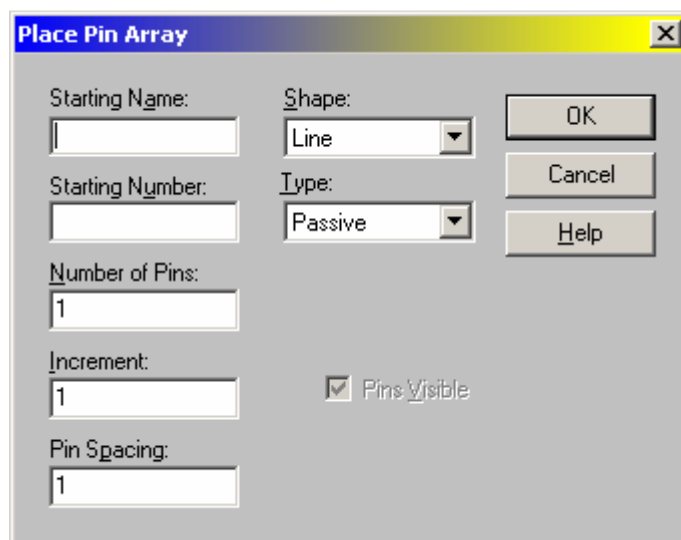 Place Pin Array
Starting Name:
Shape:
Line
OK
Starting Number:
Type:
Passive
Cancel
Help
Number of Pins:
1
Increment:
1
Pins Visible
Pin Spacing:
1